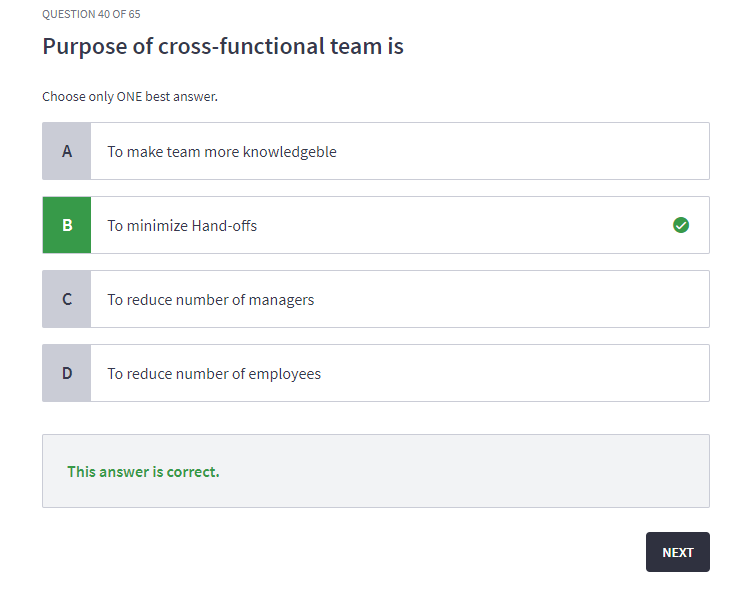 QUESTION 40 OF 65
Purpose of cross-functional team is
Choose only ONE best answer.
A To make team more knowledgeble
B To minimize Hand-offs
C To reduce number of managers
D To reduce number of employees
This answer is correct.
NEXT